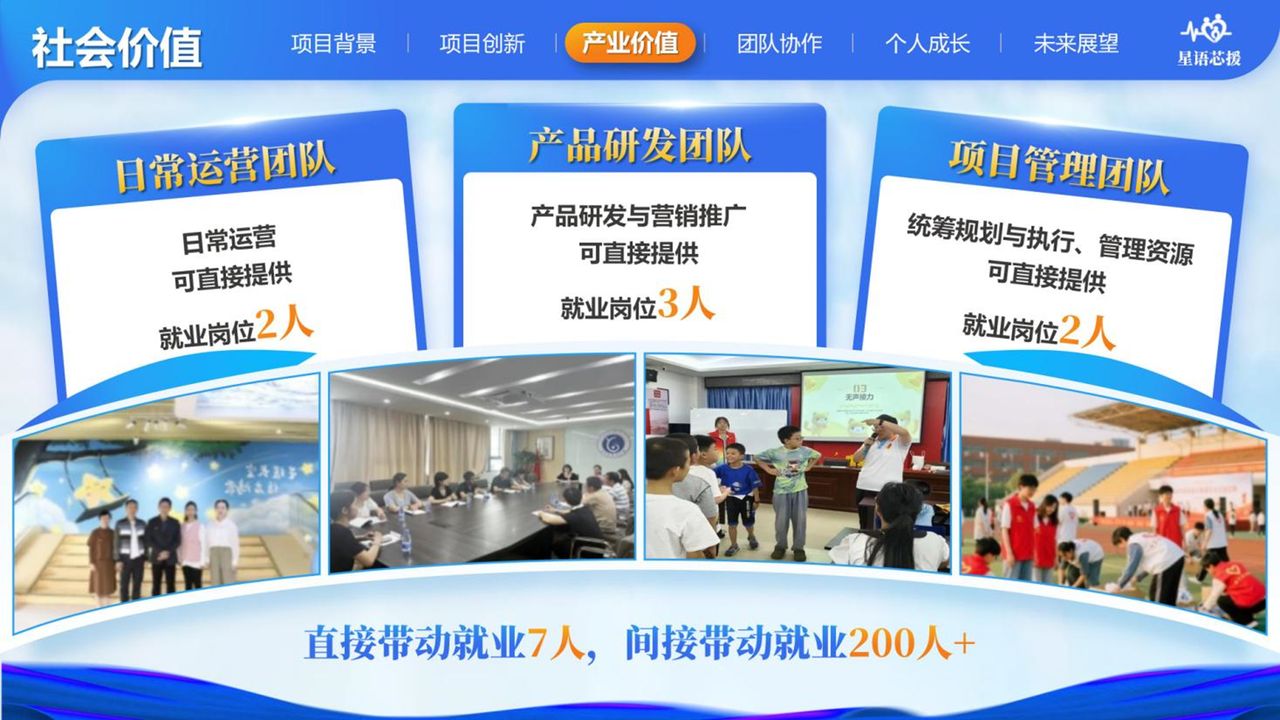 社会价值
项目背景
项目创新
产业价值
团队协作
个人成长
未来展望
星语芯援
日常运营团队
日常运营
可直接提供
就业岗位2人
产品研发团队
产品研发与营销推广
可直接提供
就业岗位3人
项目管理团队
统筹规划与执行、管理资源
可直接提供
就业岗位2人
03
无声接力
直接带动就业7人，间接带动就业200人+